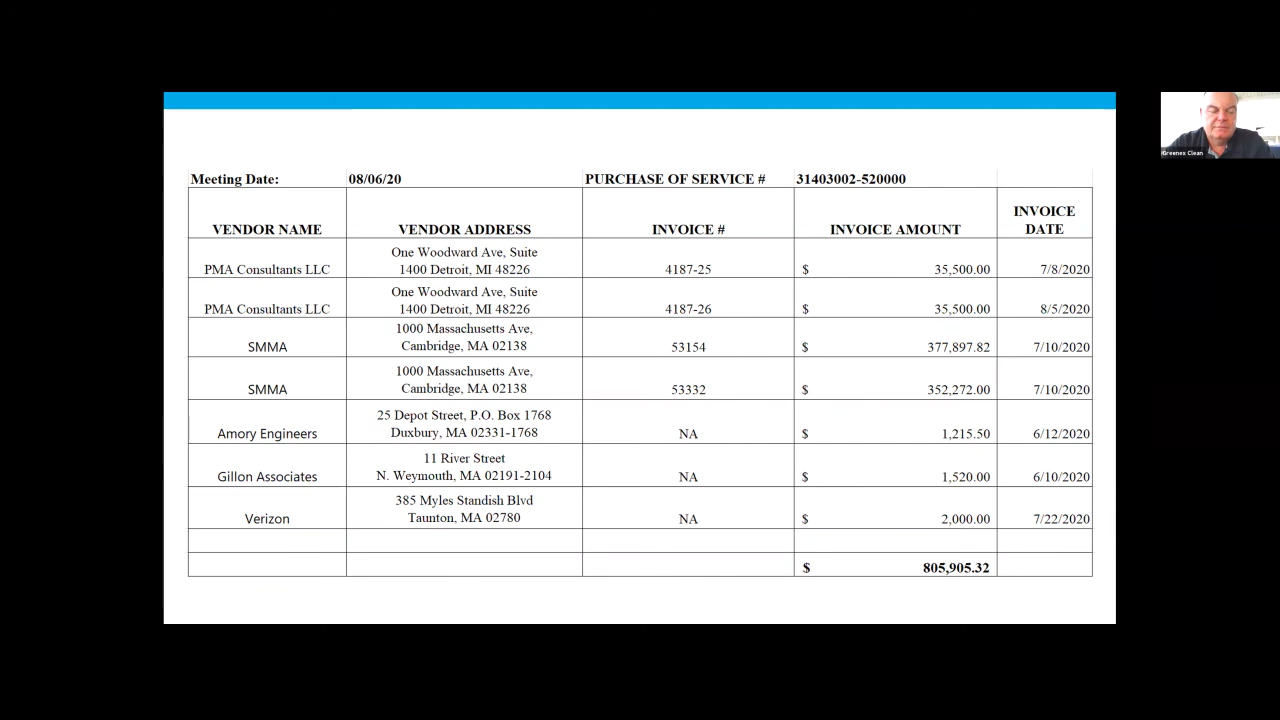 Meeting Date: 08/06/20 PURCHASE OF SERVICE # 31403002-520000
VENDOR NAME VENDOR ADDRESS INVOICE # INVOICE AMOUNT INVOICE DATE
One Woodward Ave, Suite
PMA Consultants LLC 1400 Detroit, MI 48226 4187-25 $ 35,500.00 7/8/2020
One Woodward Ave, Suite
PMA Consultants LLC 1400 Detroit, MI 48226 4187-26 $ 35,500.00 8/5/2020
1000 Massachusetts Ave,
SMMA Cambridge, MA 02138 53154 $ 377,897.82 7/10/2020
1000 Massachusetts Ave,
SMMA Cambridge, MA 02138 53332 $ 352,272.00 7/10/2020
25 Depot Street, P.O. Box 1768
Amory Engineers Duxbury, MA 02331-1768 NA $ 1,215.50 6/12/2020
11 River Street
Gillon Associates N. Weymouth, MA 02191-2104 NA $ 1,520.00 6/10/2020
385 Myles Standish Blvd
Verizon Taunton, MA 02780 NA $ 2,000.00 7/22/2020
$ 805,905.32
Greenex Clean